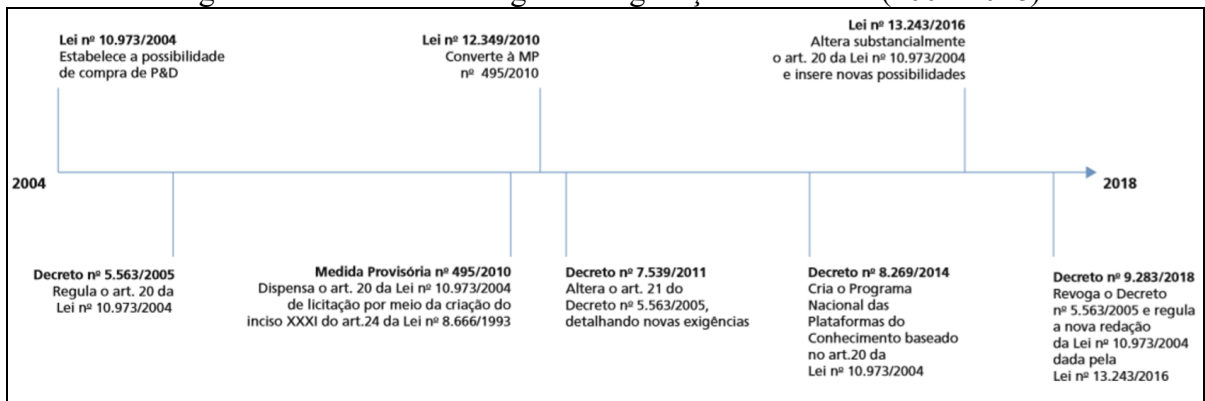 Lei nº 10.973/2004
Estabelece a possibilidade
de compra de P&D
Lei nº 12.349/2010
Converte à MP
nº 495/2010
Lei nº 13.243/2016
Altera substancialmente
o art. 20 da Lei nº 10.973/2004
e insere novas possibilidades
2004
2018
Decreto nº 5.563/2005
Regula o art. 20 da
Lei nº 10.973/2004
Medida Provisória nº 495/2010
Dispensa o art. 20 da Lei nº 10.973/2004
de licitação por meio da criação do
inciso XXXI do art.24 da Lei nº 8.666/1993
Decreto nº 7.539/2011
Altera o art. 21 do
Decreto nº 5.563/2005,
detalhando novas exigências
Decreto nº 8.269/2014
Cria o Programa
Nacional das
Plataformas do
Conhecimento baseado
no art.20 da
Lei nº 10.973/2004
Decreto nº 9.283/2018
Revoga o Decreto
nº 5.563/2005 e regula
a nova redação
da Lei nº 10.973/2004
dada pela
Lei nº 13.243/2016